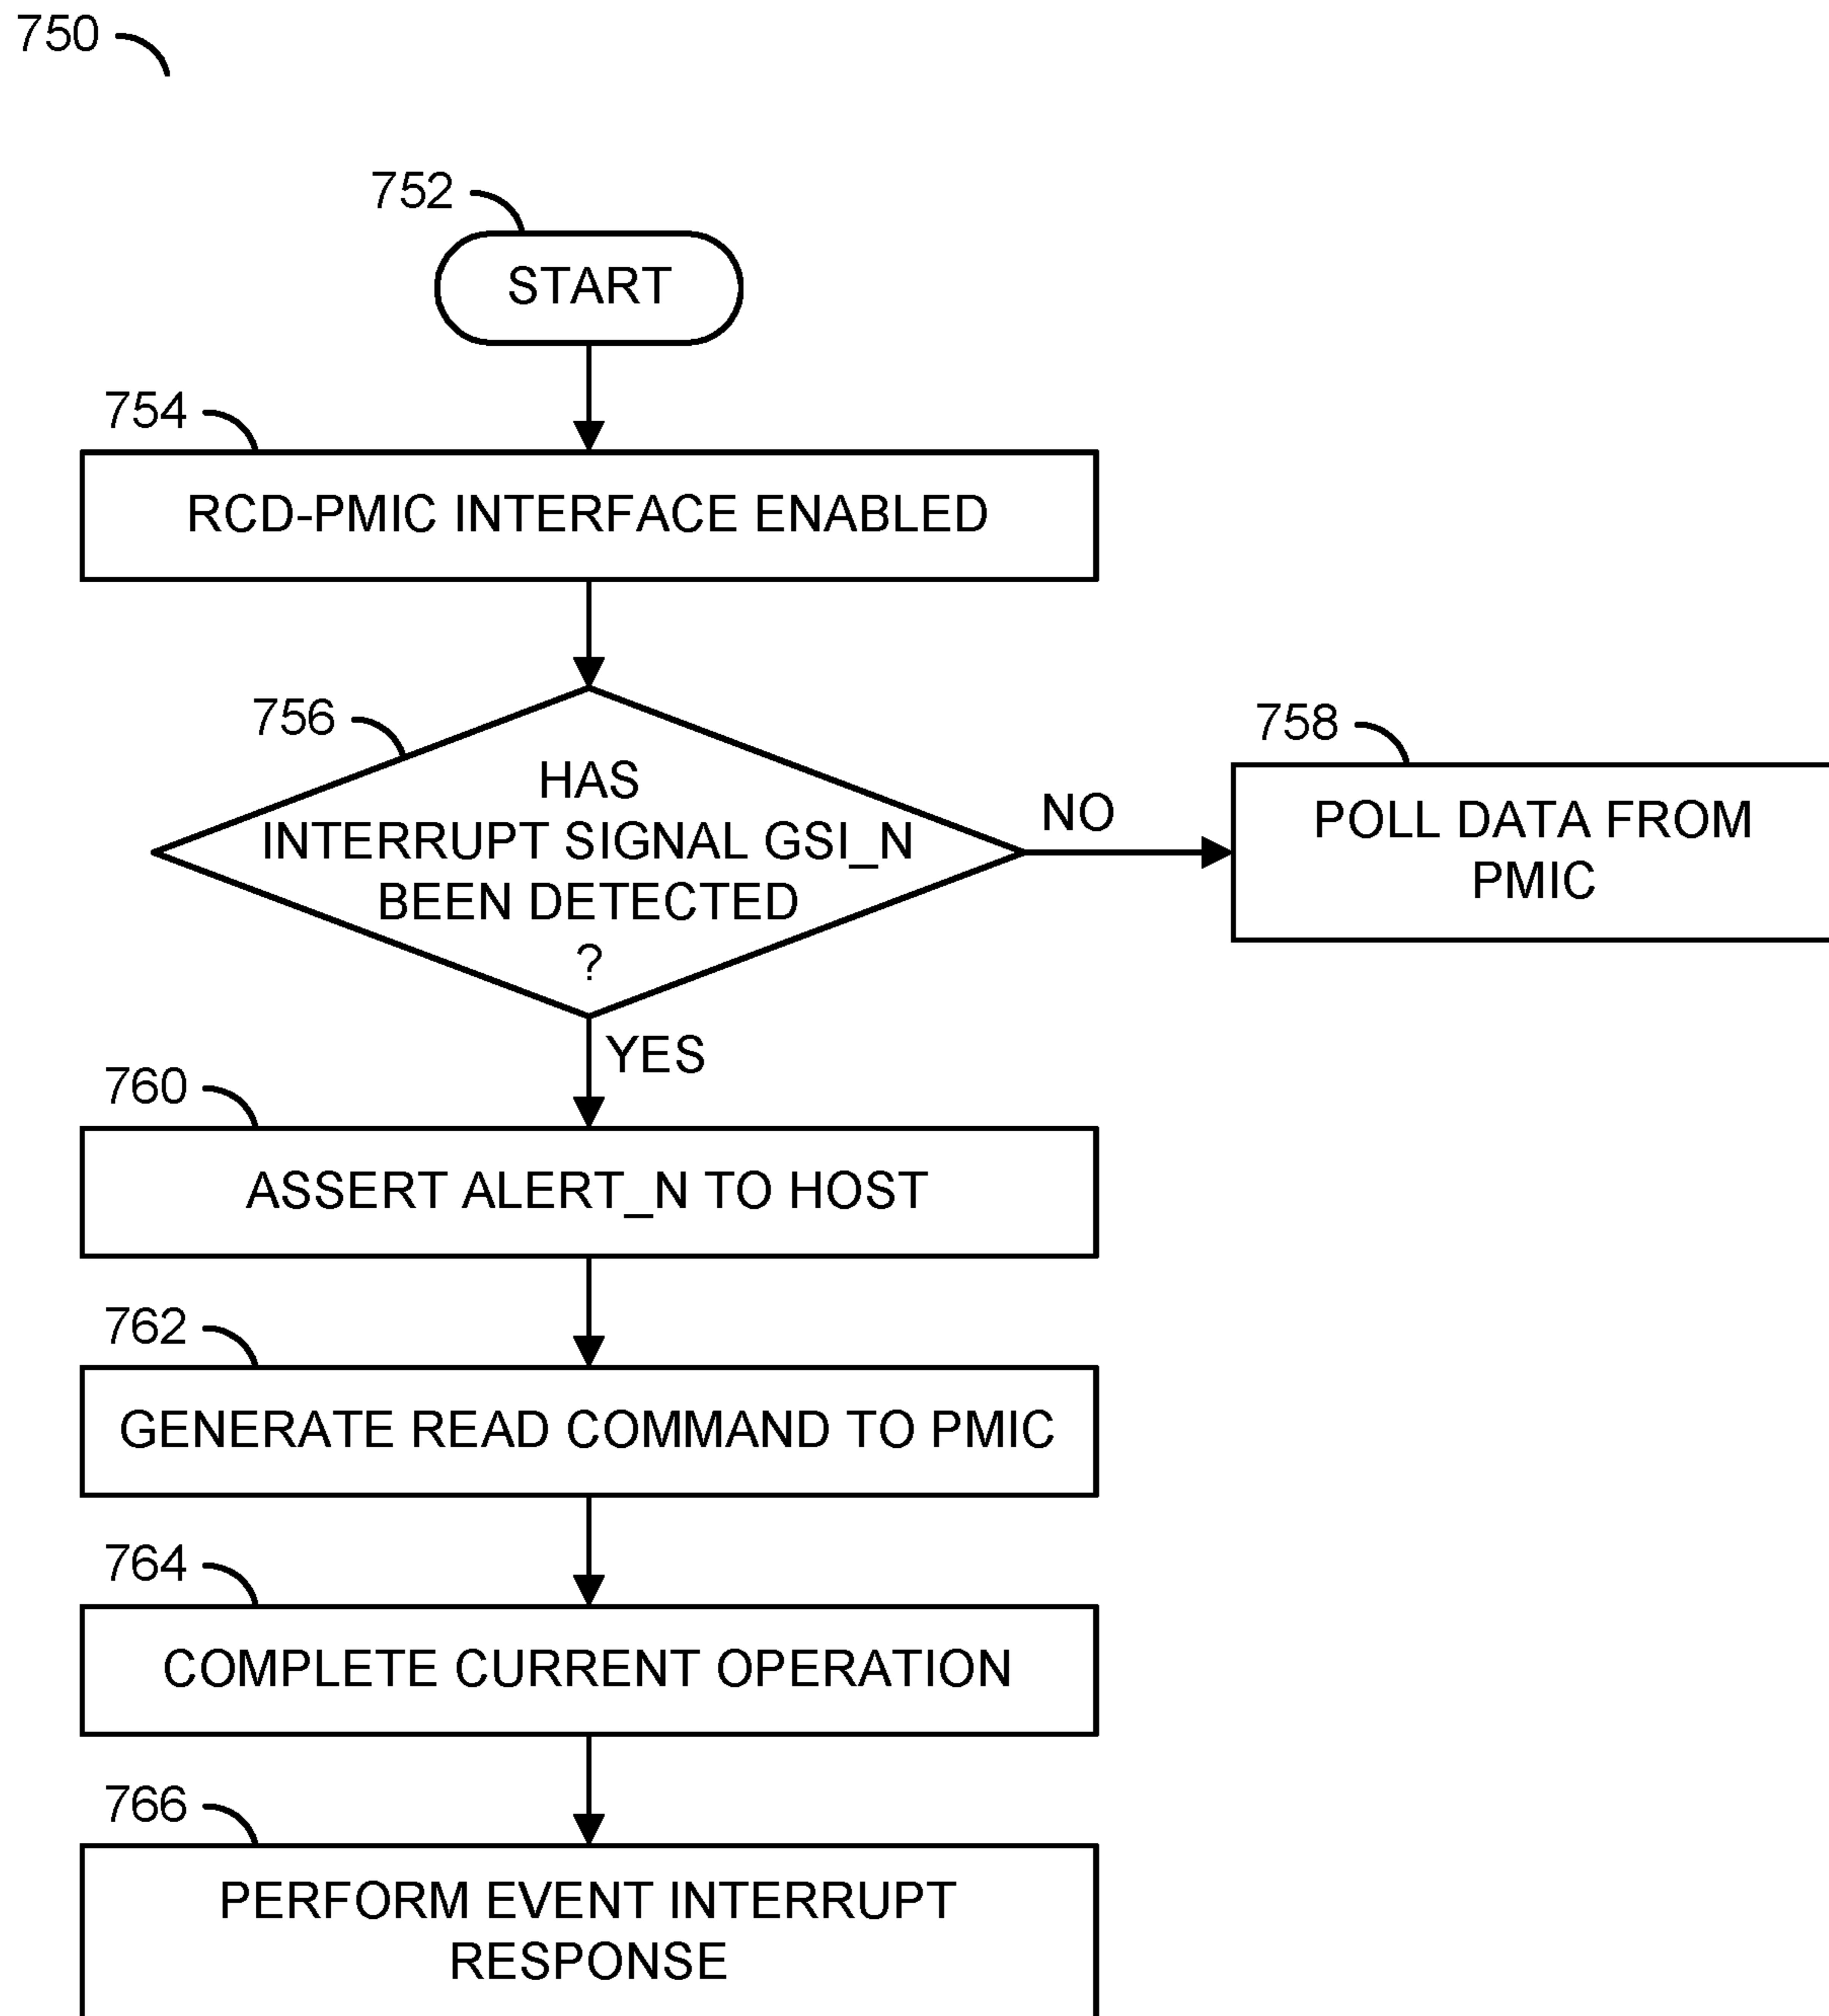 750
752
START
754
RCD-PMIC INTERFACE ENABLED
756
HAS
INTERRUPT SIGNAL GSI_N
BEEN DETECTED
?
NO
758
POLL DATA FROM
PMIC
YES
760
ASSERT ALERT_N TO HOST
762
GENERATE READ COMMAND TO PMIC
764
COMPLETE CURRENT OPERATION
766
PERFORM EVENT INTERRUPT
RESPONSE